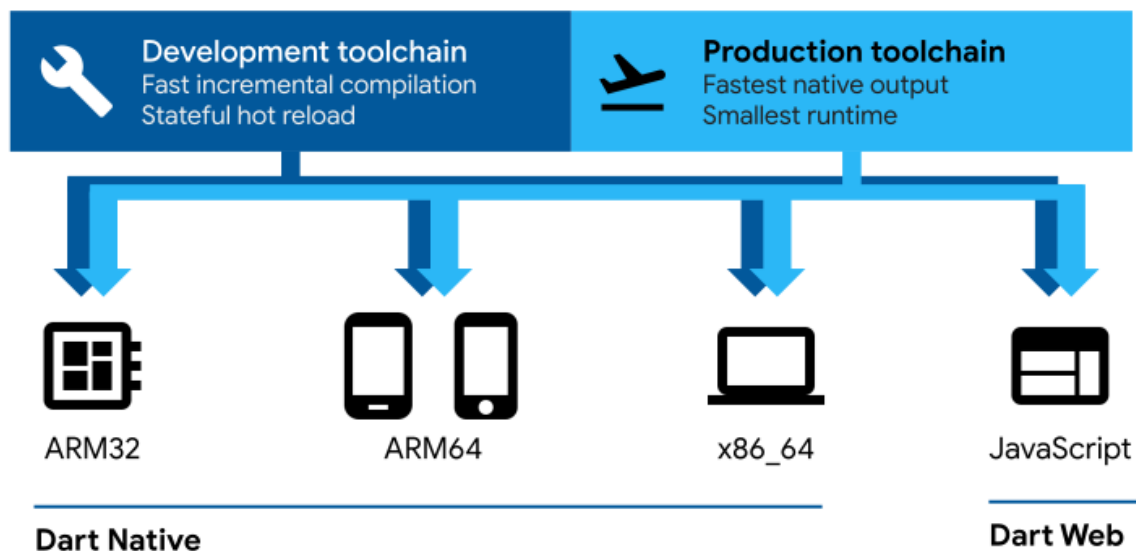 Development toolchain
Fast incremental compilation
Stateful hot reload
Production toolchain
Fastest native output
Smallest runtime
ARM32
ARM64
x86_64
JavaScript
Dart Native
Dart Web